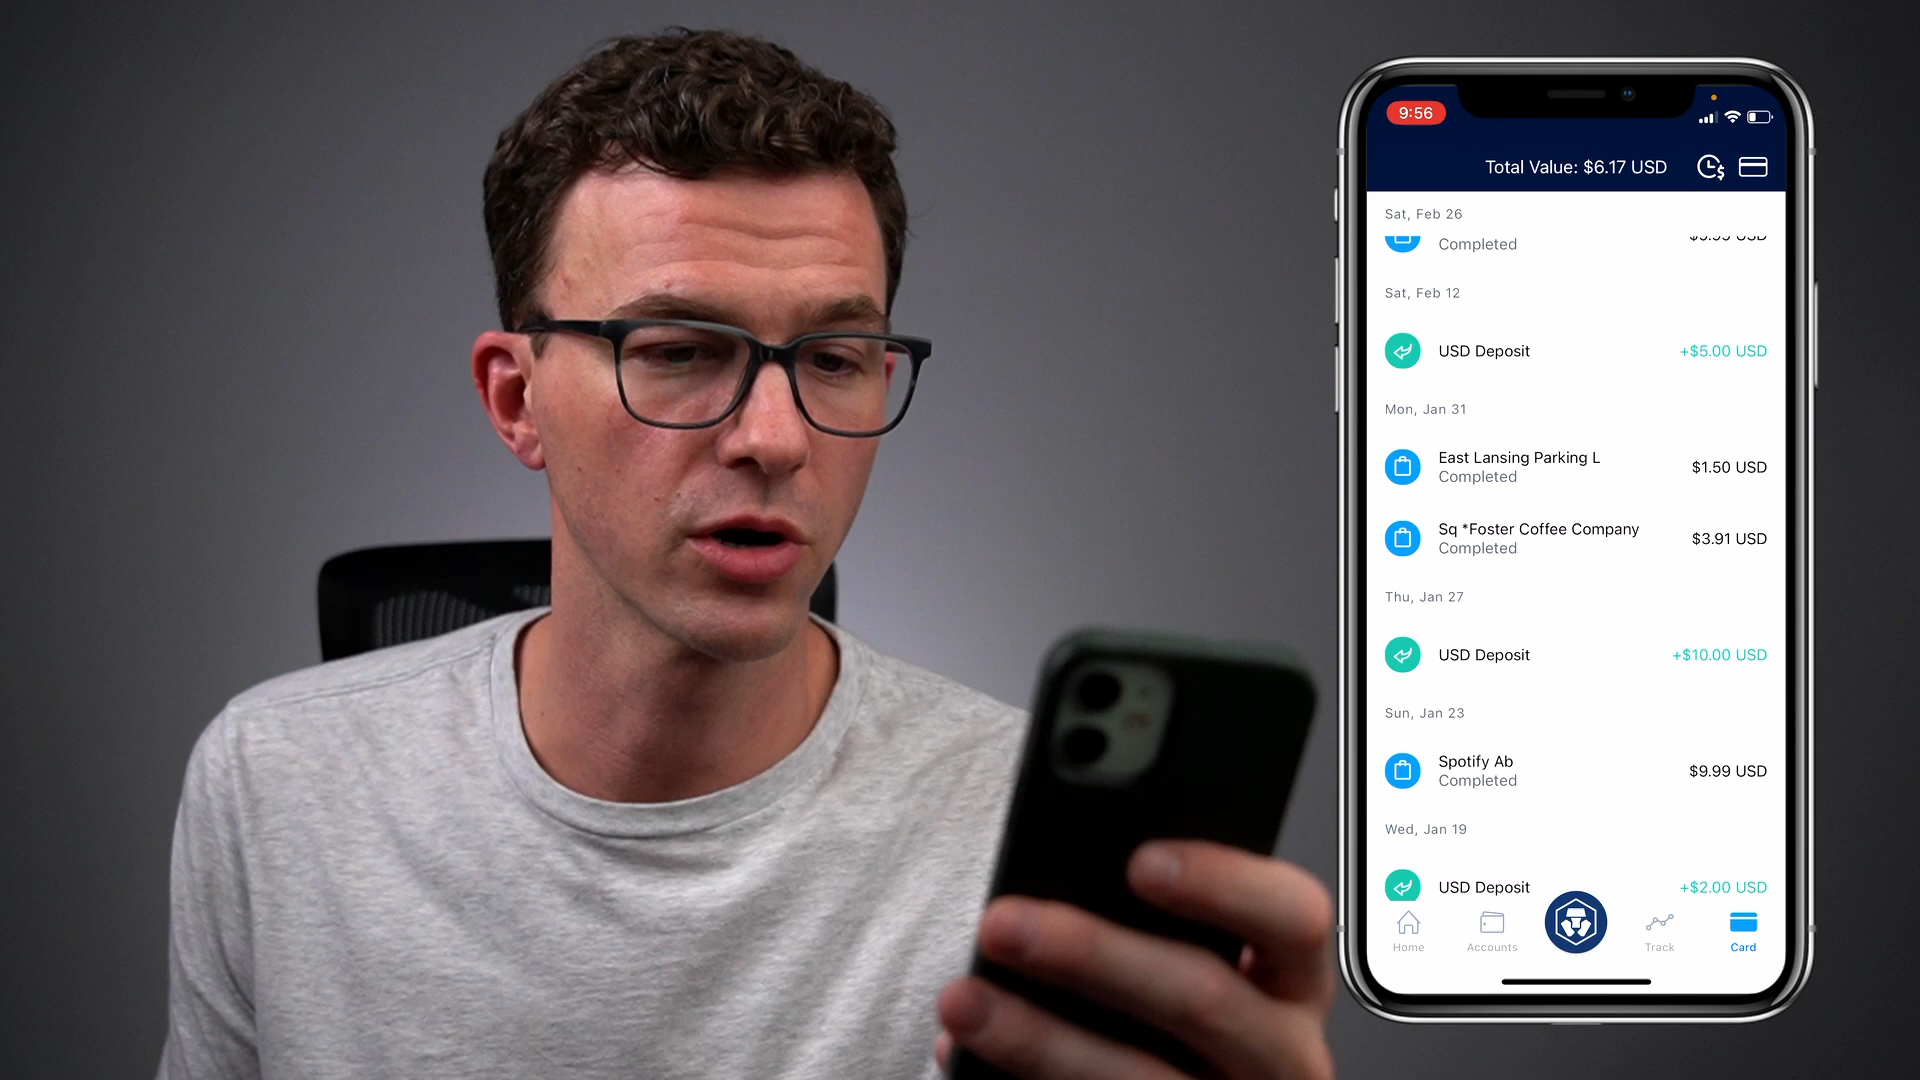 9:56
Total Value: $6.17 USD
Sat, Feb 26
Completed
Sat, Feb 12
USD Deposit +$5.00 USD
Mon, Jan 31
East Lansing Parking L
Completed
$1.50 USD
Sq *Foster Coffee Company
Completed
$3.91 USD
Thu, Jan 27
USD Deposit +$10.00 USD
Sun, Jan 23
Spotify Ab
Completed
$9.99 USD
Wed, Jan 19
USD Deposit +$2.00 USD
Home Accounts Track Card